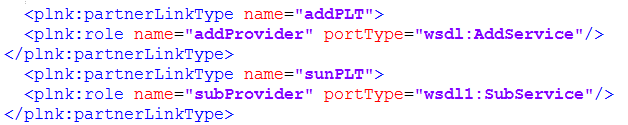 <plnk:partnerLinkType name="addPLT">
<plnk:role name="addProvider" portType="wsdl:AddService"/>
</plnk:partnerLinkType>
<plnk:partnerLinkType name="sunPLT">
<plnk:role name="subProvider" portType="wsdl1:SubService"/>
</plnk:partnerLinkType>